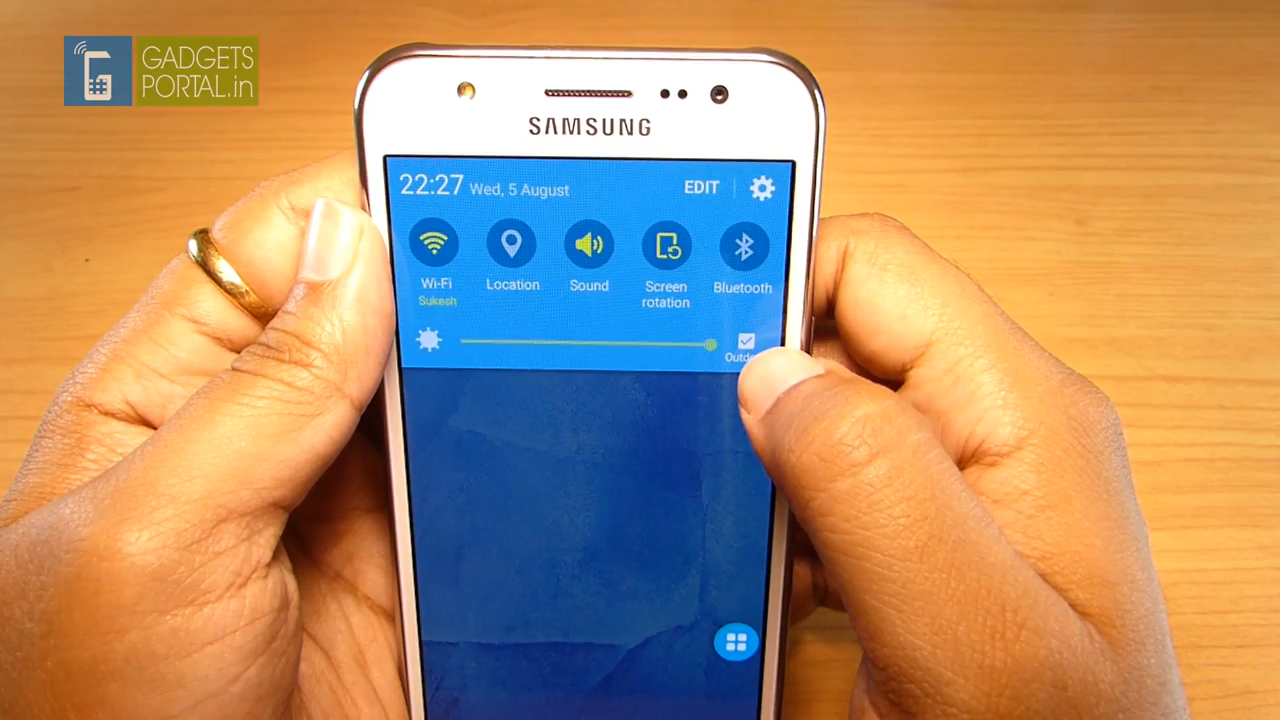 GADGETS
PORTAL.in
SAMSUNG
22:27 Wed, 5 August EDIT
Wi-Fi Location Sound Screen rotation Bluetooth
Sukesh